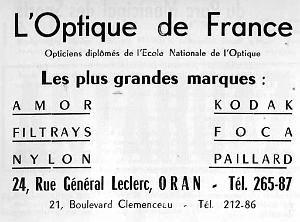 L'Optique de France
Opticiens diplômés de l'Ecole Nationale de l'Optique
Les plus grandes marques :
AMOR KODAK
FILTRAYS FOCA
NYLON PAILLARD
24, Rue Général Leclerc, ORAN - Tél. 265-87
21, Boulevard Clemenceau - Tél. 212-86